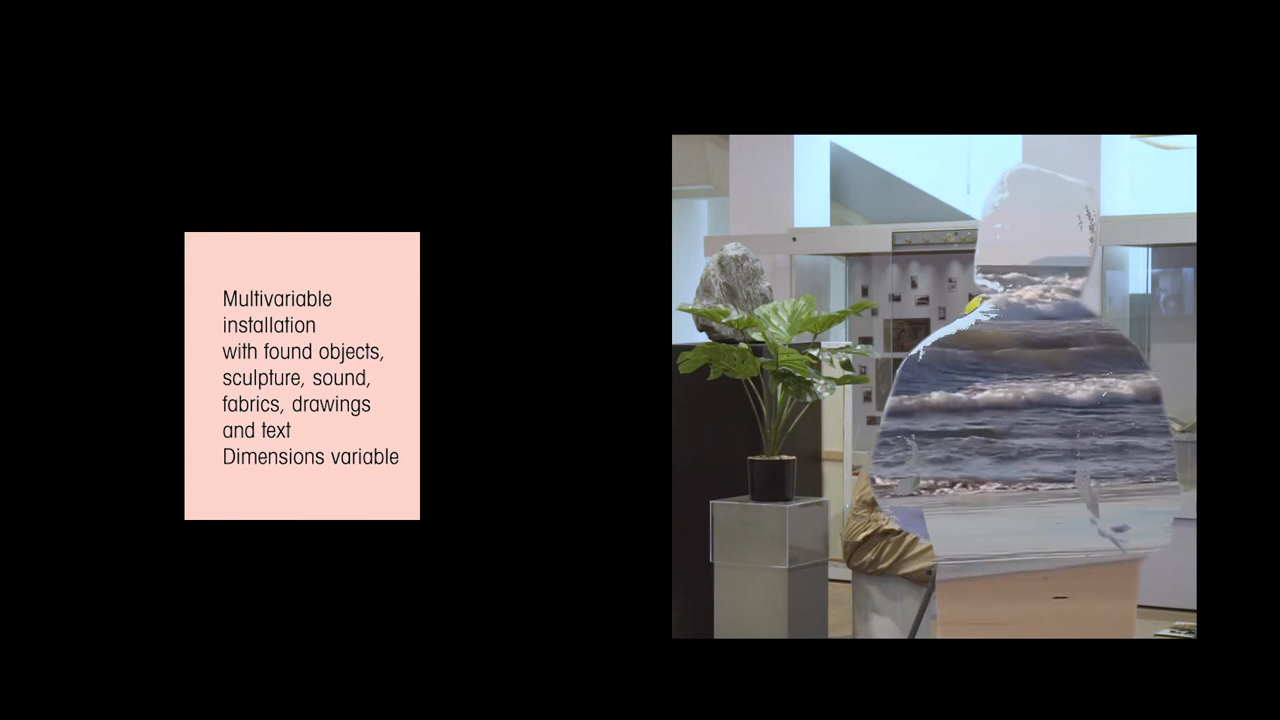 Multivariable
installation
with found objects,
sculpture, sound,
fabrics, drawings
and text
Dimensions variable